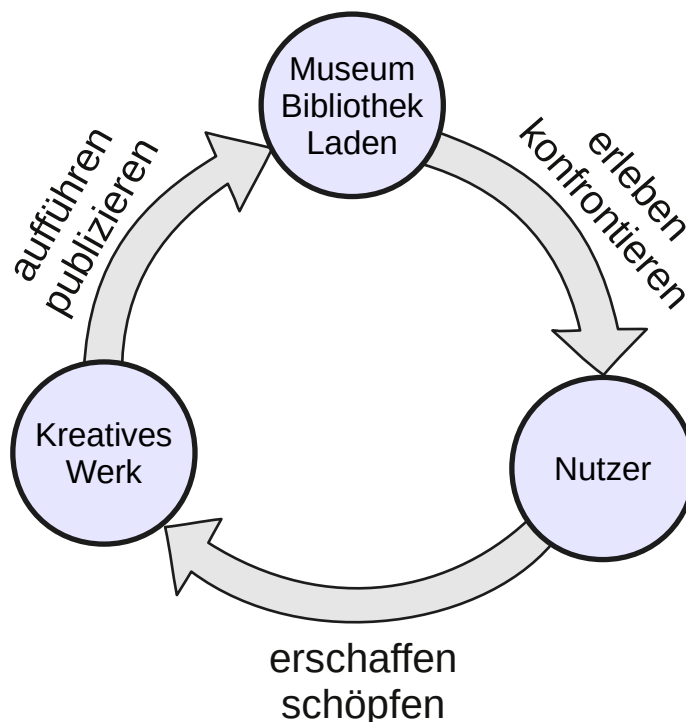 Museum
Bibliothek
Laden
erleben
konfrontieren
Nutzer
erschaffen
schöpfen
Kreatives
Werk
aufführen
publizieren